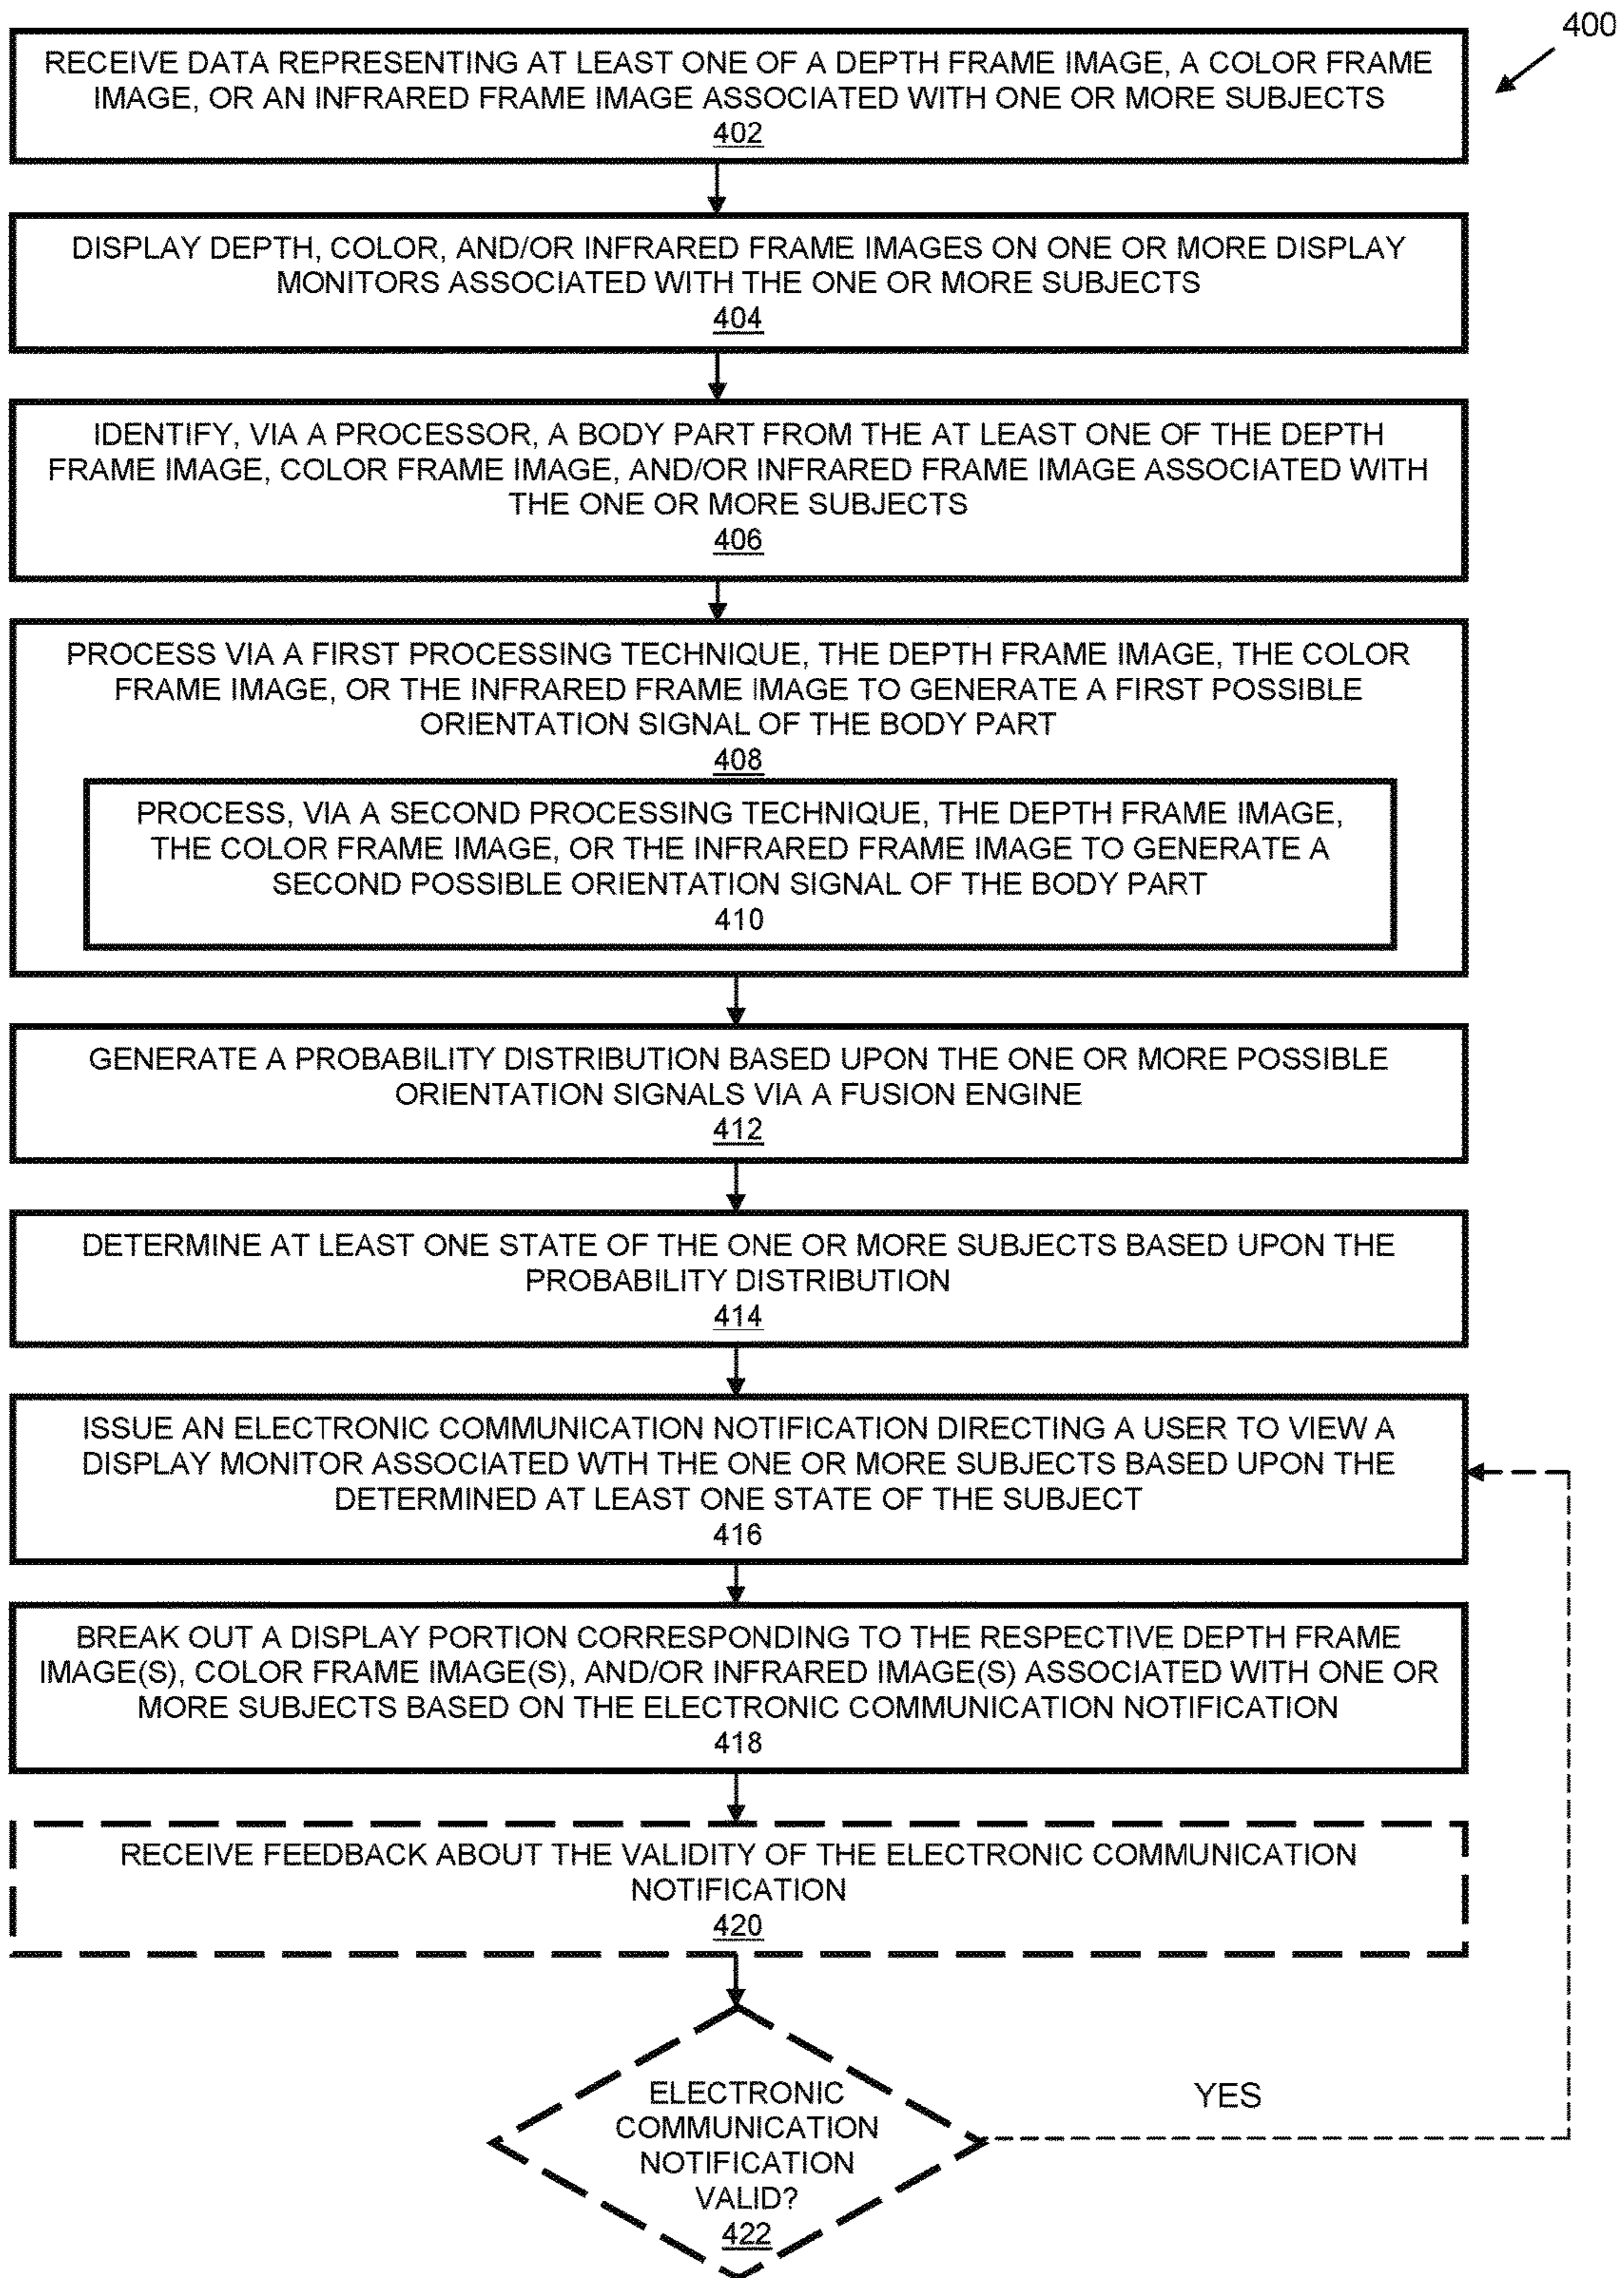 400
RECEIVE DATA REPRESENTING AT LEAST ONE OF A DEPTH FRAME IMAGE, A COLOR FRAME
IMAGE, OR AN INFRARED FRAME IMAGE ASSOCIATED WITH ONE OR MORE SUBJECTS
402
DISPLAY DEPTH, COLOR, AND/OR INFRARED FRAME IMAGES ON ONE OR MORE DISPLAY
MONITORS ASSOCIATED WITH THE ONE OR MORE SUBJECTS
404
IDENTIFY, VIA A PROCESSOR, A BODY PART FROM THE AT LEAST ONE OF THE DEPTH
FRAME IMAGE, COLOR FRAME IMAGE, AND/OR INFRARED FRAME IMAGE ASSOCIATED WITH
THE ONE OR MORE SUBJECTS
406
PROCESS VIA A FIRST PROCESSING TECHNIQUE, THE DEPTH FRAME IMAGE, THE COLOR
FRAME IMAGE, OR THE INFRARED FRAME IMAGE TO GENERATE A FIRST POSSIBLE
ORIENTATION SIGNAL OF THE BODY PART
408
PROCESS, VIA A SECOND PROCESSING TECHNIQUE, THE DEPTH FRAME IMAGE,
THE COLOR FRAME IMAGE, OR THE INFRARED FRAME IMAGE TO GENERATE A
SECOND POSSIBLE ORIENTATION SIGNAL OF THE BODY PART
410
GENERATE A PROBABILITY DISTRIBUTION BASED UPON THE ONE OR MORE POSSIBLE
ORIENTATION SIGNALS VIA A FUSION ENGINE
412
DETERMINE AT LEAST ONE STATE OF THE ONE OR MORE SUBJECTS BASED UPON THE
PROBABILITY DISTRIBUTION
414
ISSUE AN ELECTRONIC COMMUNICATION NOTIFICATION DIRECTING A USER TO VIEW A
DISPLAY MONITOR ASSOCIATED WTH THE ONE OR MORE SUBJECTS BASED UPON THE
DETERMINED AT LEAST ONE STATE OF THE SUBJECT
416
BREAK OUT A DISPLAY PORTION CORRESPONDING TO THE RESPECTIVE DEPTH FRAME
IMAGE(S), COLOR FRAME IMAGE(S), AND/OR INFRARED IMAGE(S) ASSOCIATED WITH ONE OR
MORE SUBJECTS BASED ON THE ELECTRONIC COMMUNICATION NOTIFICATION
418
RECEIVE FEEDBACK ABOUT THE VALIDITY OF THE ELECTRONIC COMMUNICATION
NOTIFICATION
420
ELECTRONIC
COMMUNICATION
NOTIFICATION
VALID?
422
YES